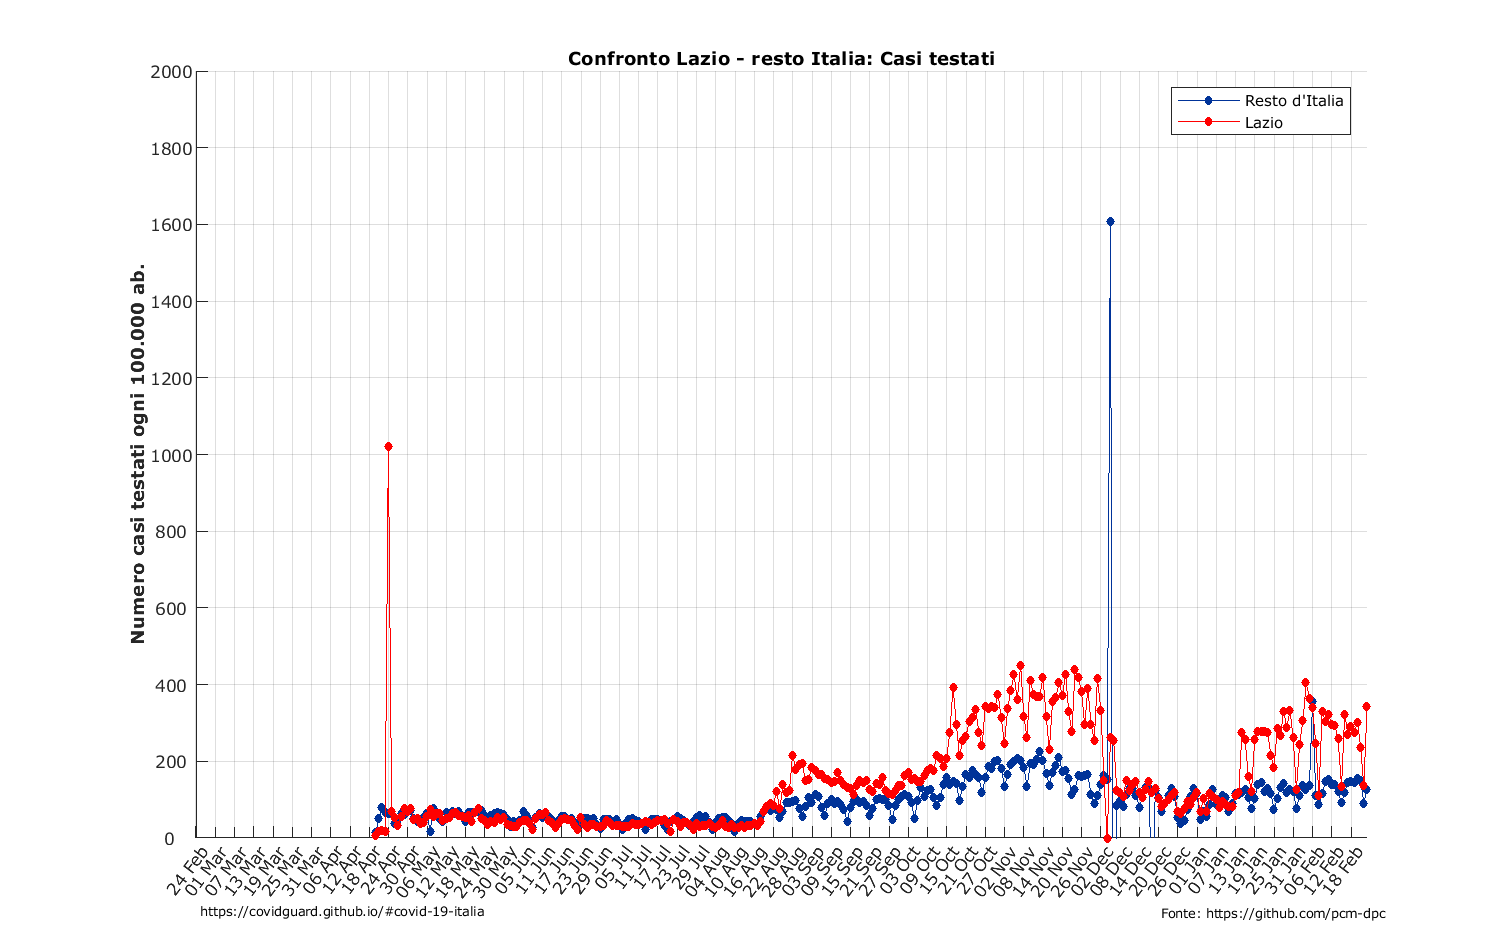 Confronto Lazio - resto Italia: Casi testati
Resto d'Italia
Lazio
Numero casi testati ogni 100.000 ab.
2000
1800
1600
1400
1200
1000
800
600
400
200
0
24 Feb
01 Mar
07 Mar
13 Mar
19 Mar
25 Mar
31 Mar
06 Apr
12 Apr
18 Apr
24 Apr
30 Apr
06 May
12 May
18 May
24 May
30 May
05 Jun
11 Jun
17 Jun
23 Jun
29 Jun
05 Jul
11 Jul
17 Jul
23 Jul
29 Jul
04 Aug
10 Aug
16 Aug
22 Aug
28 Aug
03 Sep
09 Sep
15 Sep
21 Sep
27 Sep
03 Oct
09 Oct
15 Oct
21 Oct
27 Oct
02 Nov
08 Nov
14 Nov
20 Nov
26 Nov
02 Dec
08 Dec
14 Dec
20 Dec
26 Dec
01 Jan
07 Jan
13 Jan
19 Jan
25 Jan
31 Jan
06 Feb
12 Feb
18 Feb
https://covidguard.github.io/#covid-19-italia
Fonte: https://github.com/pcm-dpc